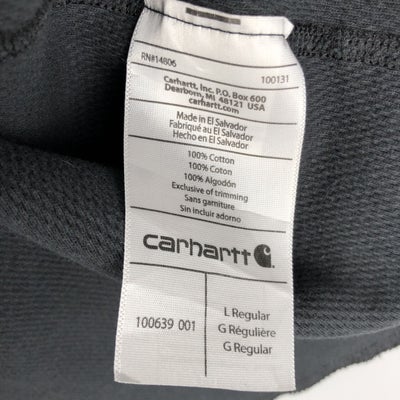 RN#14806 100131
Carhartt, Inc. P.O. Box 600
Dearborn, MI 48121 USA
carhartt.com
Made in El Salvador
Fabriqué au El Salvador
Hecho en El Salvador
100% Cotton
100% Coton
100% Algodón
Exclusive of trimming
Sans garniture
Sin incluir adorno
carhartt
100639 001
L Regular
G Régulière
G Regular